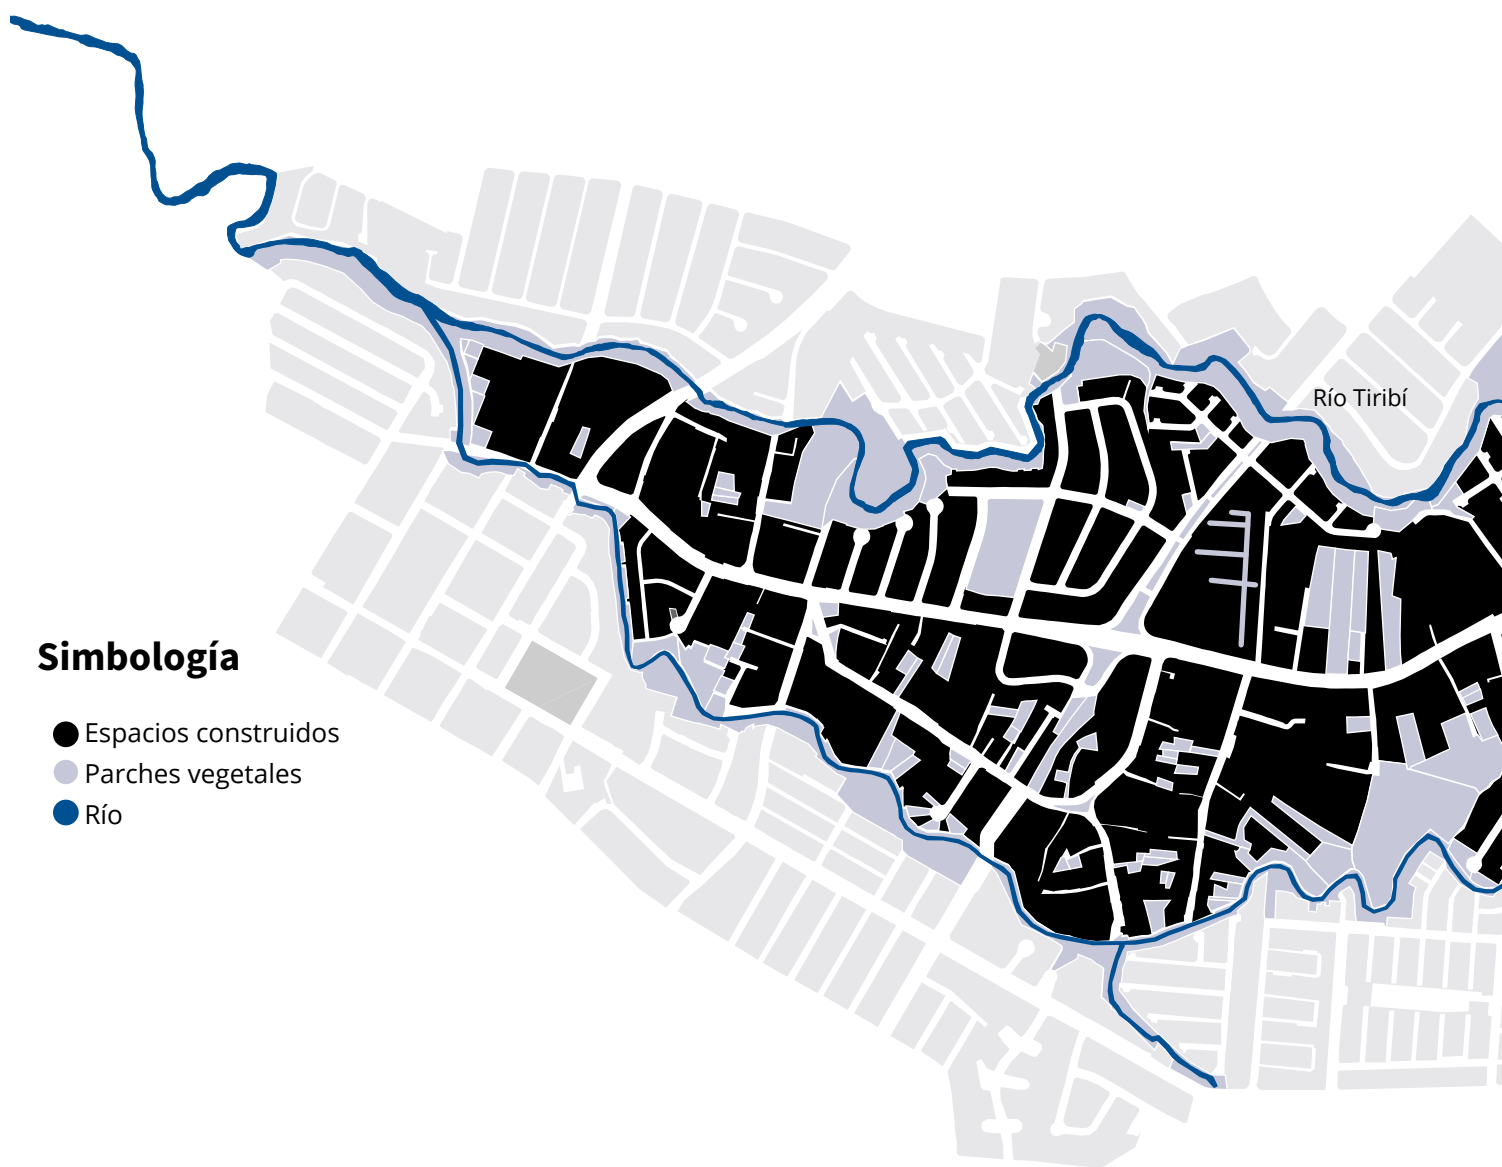 Río Tiribí
Simbología
Espacios construidos
Parches vegetales
Río